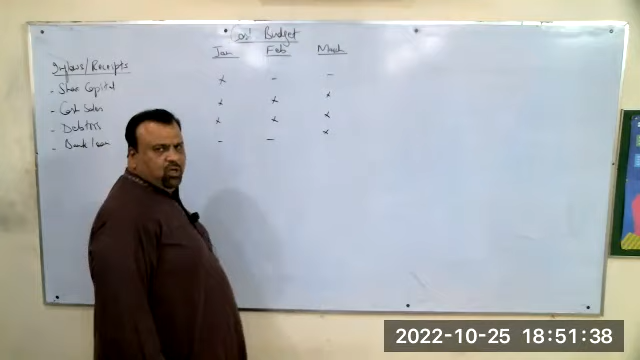 Cash Budget
Jan Feb March
Inflows/Receipts
- Share Capital x - -
- Cash Sales x x x
- Debtors x x x
- Bank loan - - x
2022-10-25 18:51:38